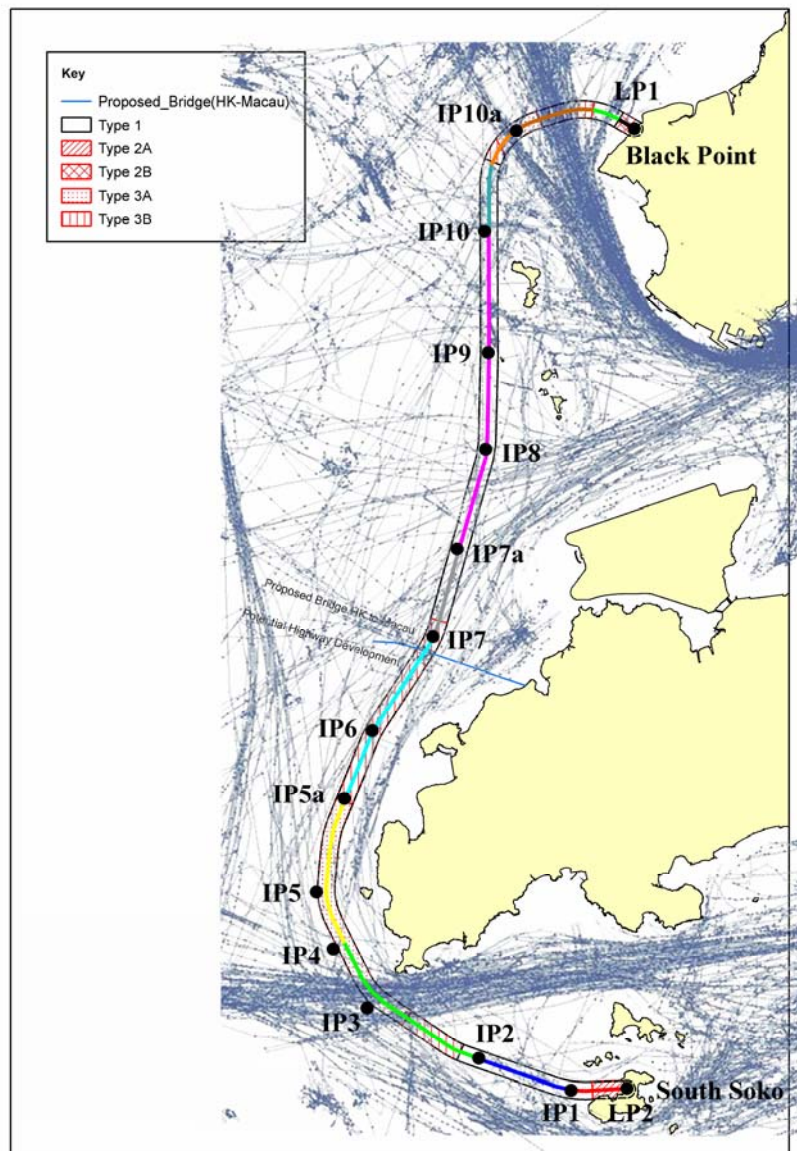 Key
Proposed_Bridge(HK-Macau)
Type 1
Type 2A
Type 2B
Type 3A
Type 3B
LP1
IP10a
Black Point
IP10
IP9
IP8
IP7a
Proposed Bridge HK to Macau
Potential Highway Development
IP7
IP6
IP5a
IP5
IP4
IP3
IP2
South Soko
IP1
LP2